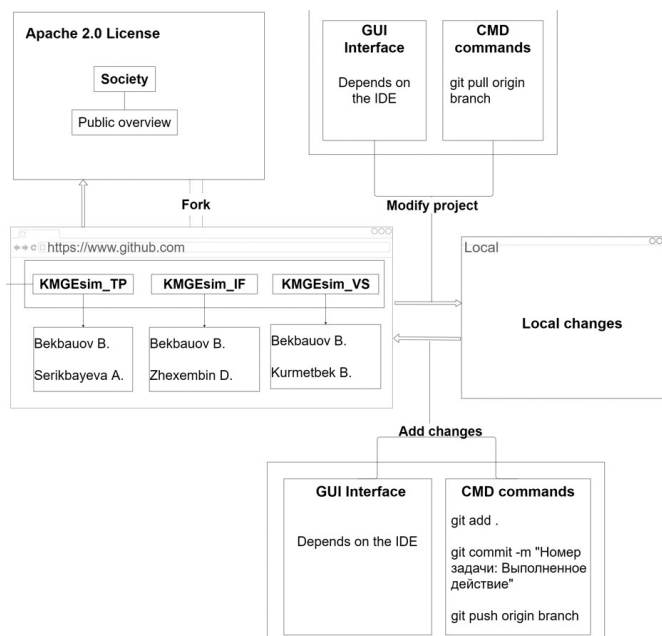 Apache 2.0 License
Society
Public overview
GUI
Interface
Depends on
the IDE
CMD
commands
git pull origin
branch
Fork
Modify project
https://www.github.com
KMGEsim_TP
KMGEsim_IF
KMGEsim_VS
Bekbauov B.
Serikbayeva A.
Bekbauov B.
Zhexembin D.
Bekbauov B.
Kurmetbek B.
Local
Local changes
Add changes
GUI Interface
Depends on the IDE
CMD commands
git add .
git commit -m "Номер
задачи: Выполненное
действие"
git push origin branch